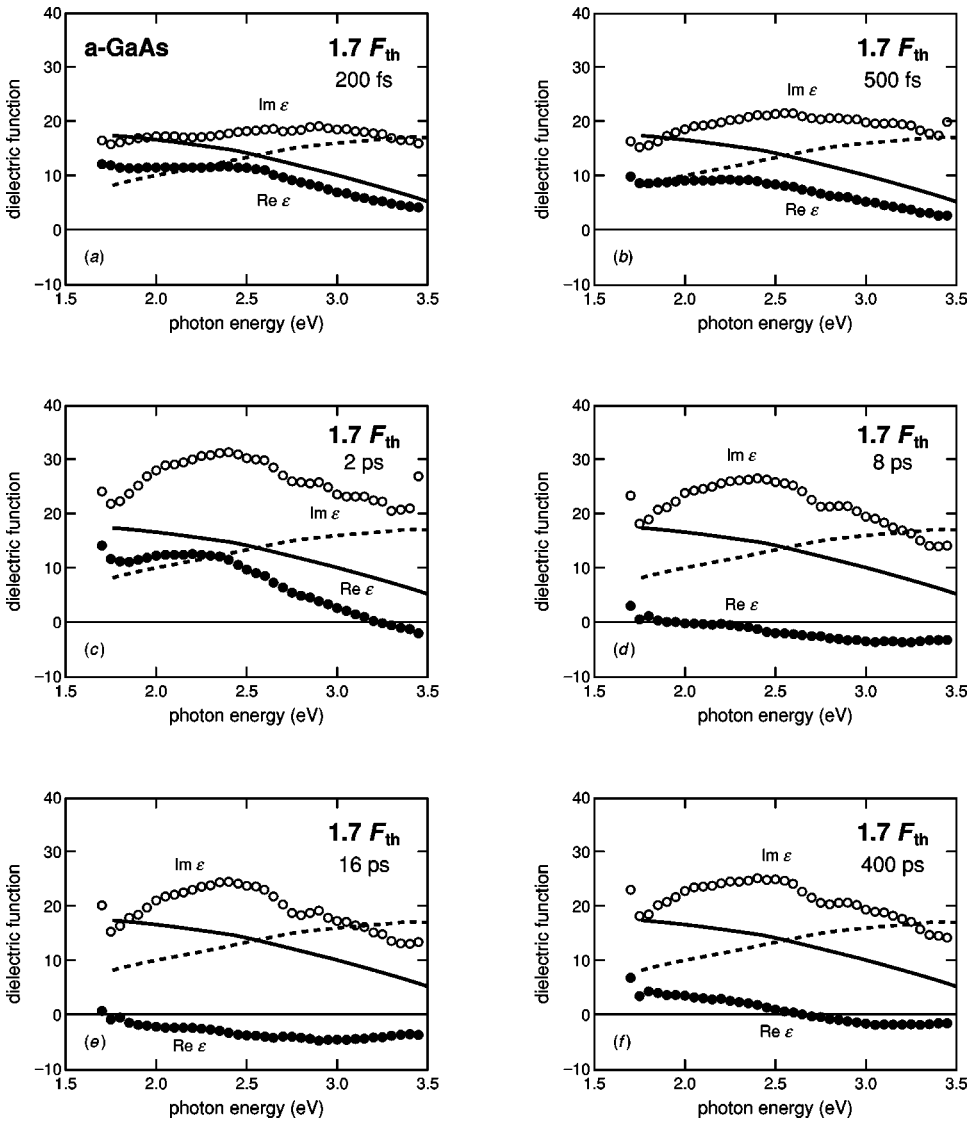 40
30
20
10
0
−10
dielectric function
a-GaAs
1.7 Fth
200 fs
Im ε
Re ε
(a)
1.5 2.0 2.5 3.0 3.5
photon energy (eV)
40
30
20
10
0
−10
dielectric function
1.7 Fth
500 fs
Im ε
Re ε
(b)
1.5 2.0 2.5 3.0 3.5
photon energy (eV)
40
30
20
10
0
−10
dielectric function
1.7 Fth
2 ps
Im ε
Re ε
(c)
1.5 2.0 2.5 3.0 3.5
photon energy (eV)
40
30
20
10
0
−10
dielectric function
1.7 Fth
8 ps
Im ε
Re ε
(d)
1.5 2.0 2.5 3.0 3.5
photon energy (eV)
40
30
20
10
0
−10
dielectric function
1.7 Fth
16 ps
Im ε
Re ε
(e)
1.5 2.0 2.5 3.0 3.5
photon energy (eV)
40
30
20
10
0
−10
dielectric function
1.7 Fth
400 ps
Im ε
Re ε
(f)
1.5 2.0 2.5 3.0 3.5
photon energy (eV)